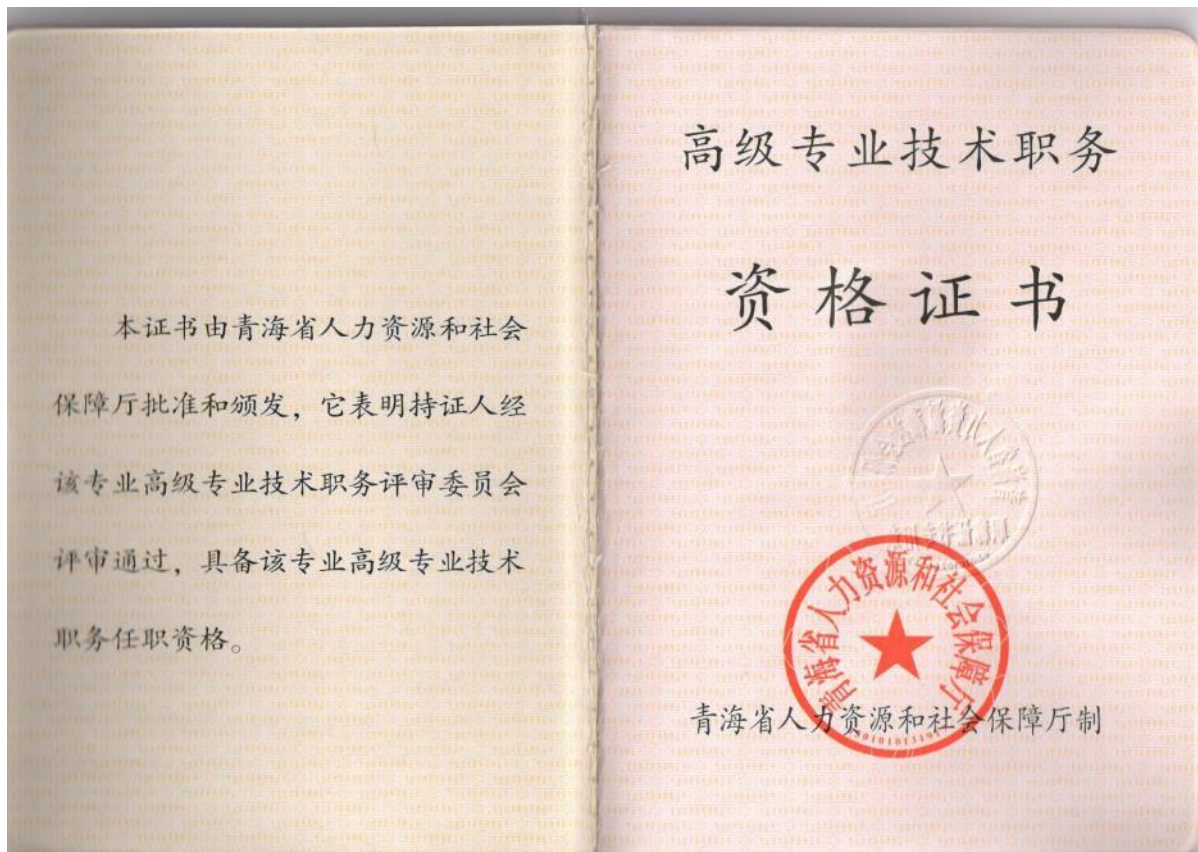 本证书由青海省人力资源和社会
保障厅批准和颁发，它表明持证人经
该专业高级专业技术职务评审委员会
评审通过，具备该专业高级专业技术
职务任职资格。
高级专业技术职务
资格证书
青海省人力资源和社会保障厅
青海省人力资源和社会保障厅制